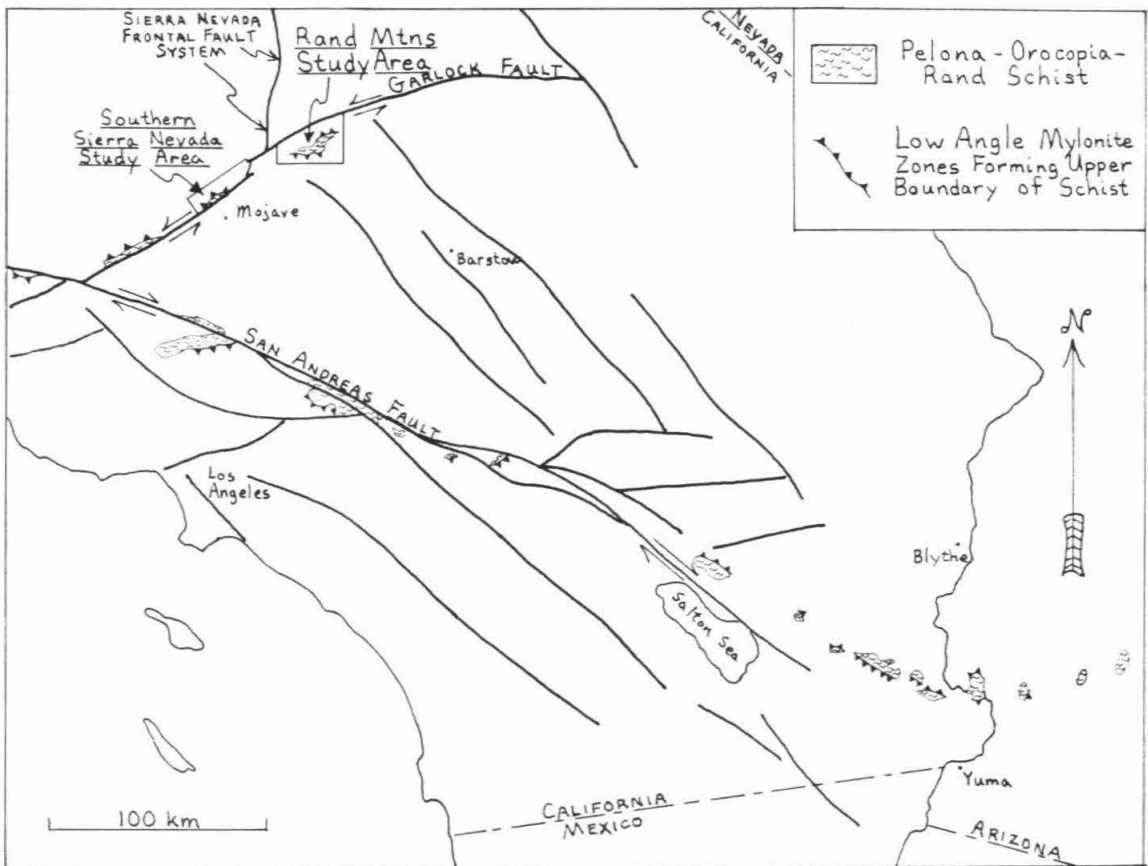 SIERRA NEVADA
FRONTAL FAULT
SYSTEM
Rand Mtns
Study Area
GARLOCK FAULT
NEVADA
CALIFORNIA
Pelona-Orocopia-
Rand Schist
Low Angle Mylonite
Zones Forming Upper
Boundary of Schist
Southern
Sierra Nevada
Study Area
Mojave
Barstow
N
SAN ANDREAS FAULT
Los
Angeles
Blythe
Salton Sea
Yuma
CALIFORNIA
MEXICO
ARIZONA
100 km